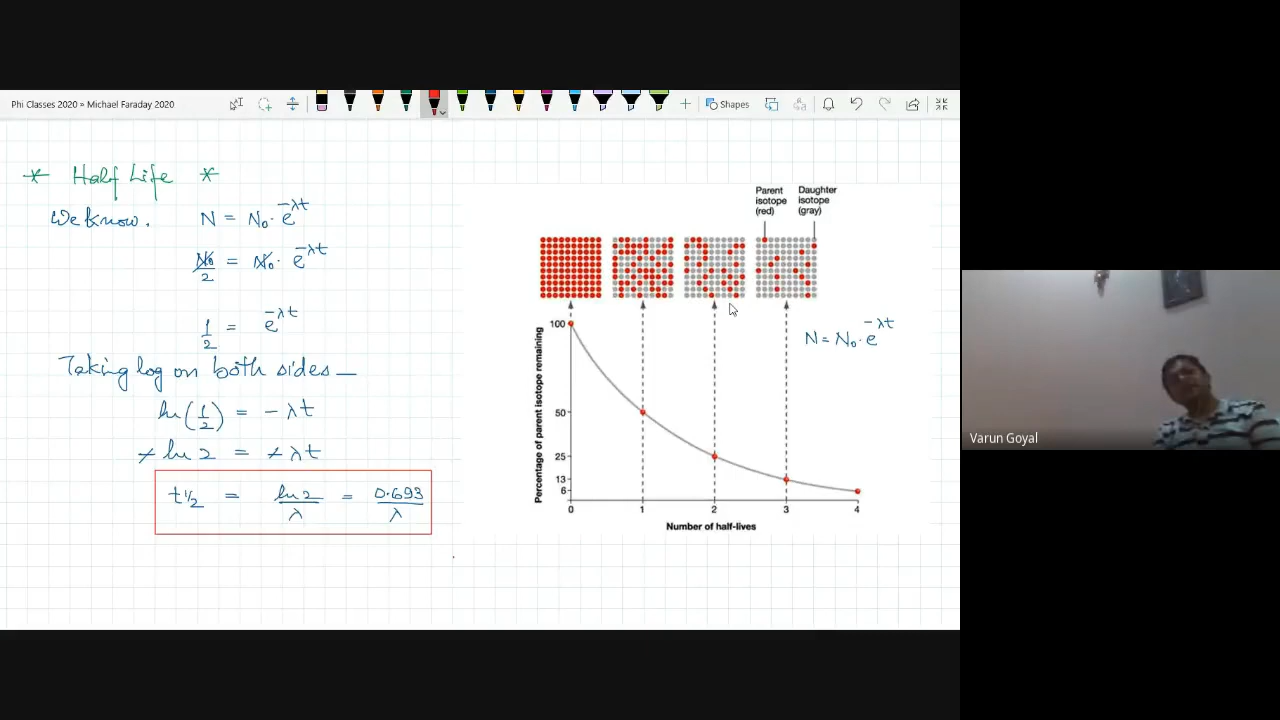 Phi Classes 2020 » Michael Faraday 2020
Shapes
* Half Life *
We know. N = N₀ · e^-λt
N₀/2 = N₀ · e^-λt
1/2 = e^-λt
Taking log on both sides —
ln(1/2) = - λt
- ln 2 = - λt
t1/2 = ln2/λ = 0.693/λ
Parent isotope (red)
Daughter isotope (gray)
N = N₀ · e^-λt
Percentage of parent isotope remaining
100
50
25
13
6
0 1 2 3 4
Number of half-lives
Varun Goyal